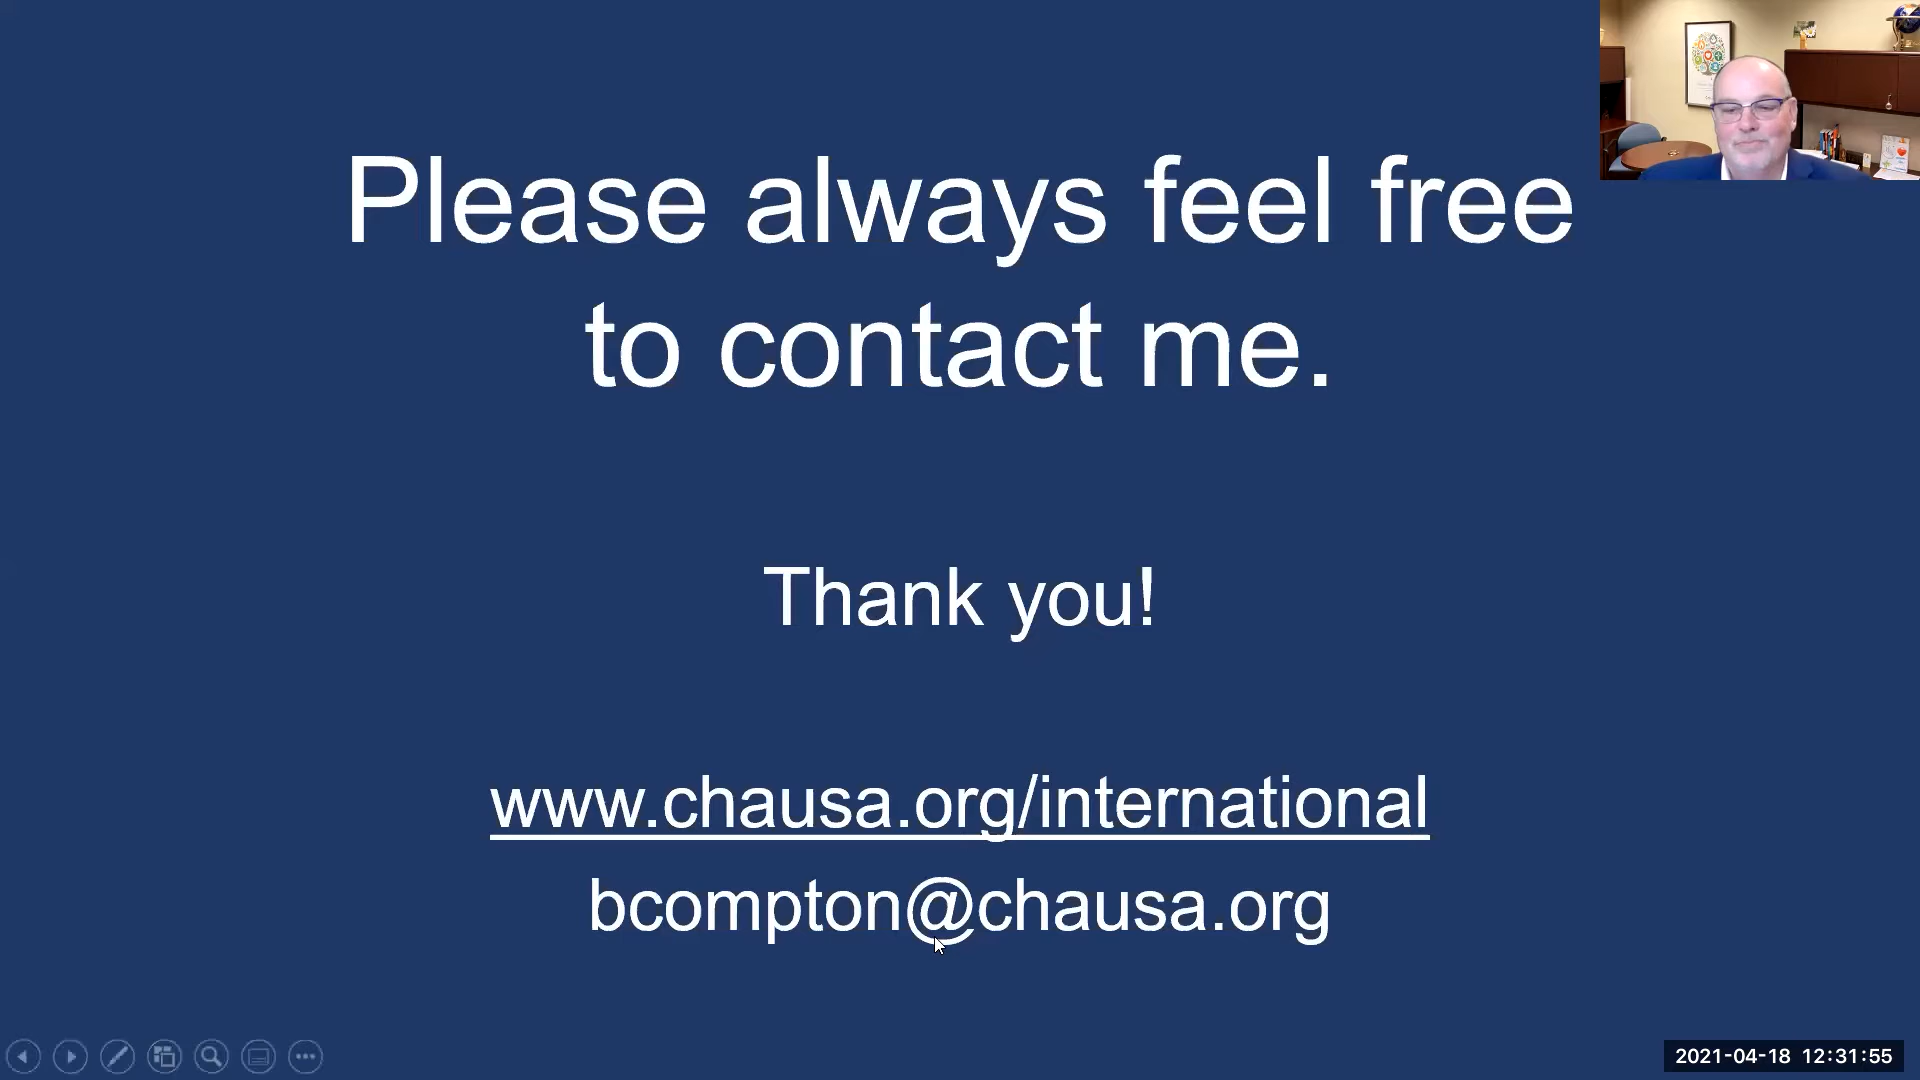 Please always feel free
to contact me.
Thank you!
www.chausa.org/international
bcompton@chausa.org
2021-04-18 12:31:55